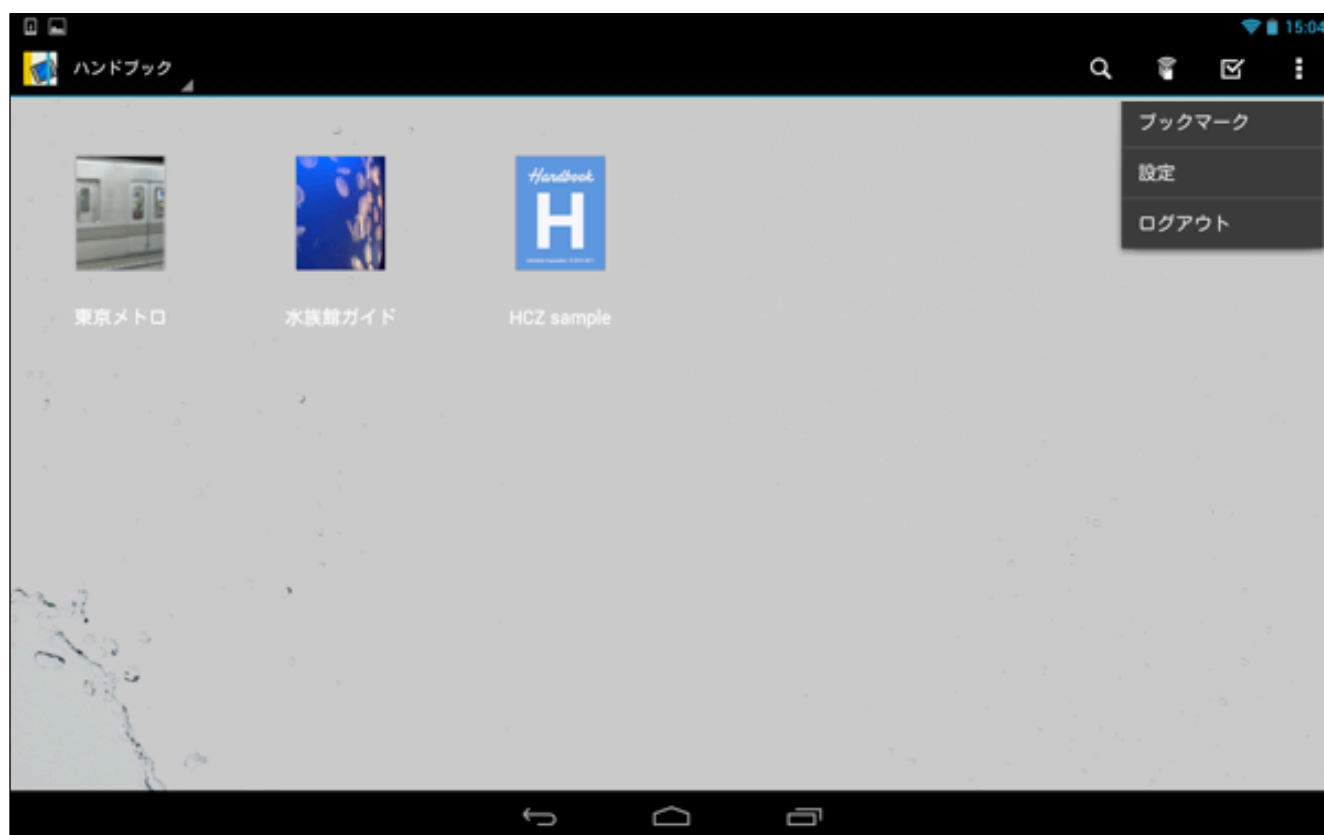 15:04
ハンドブック
ブックマーク
設定
ログアウト
Handbook
H
東京メトロ
水族館ガイド
HCZ sample